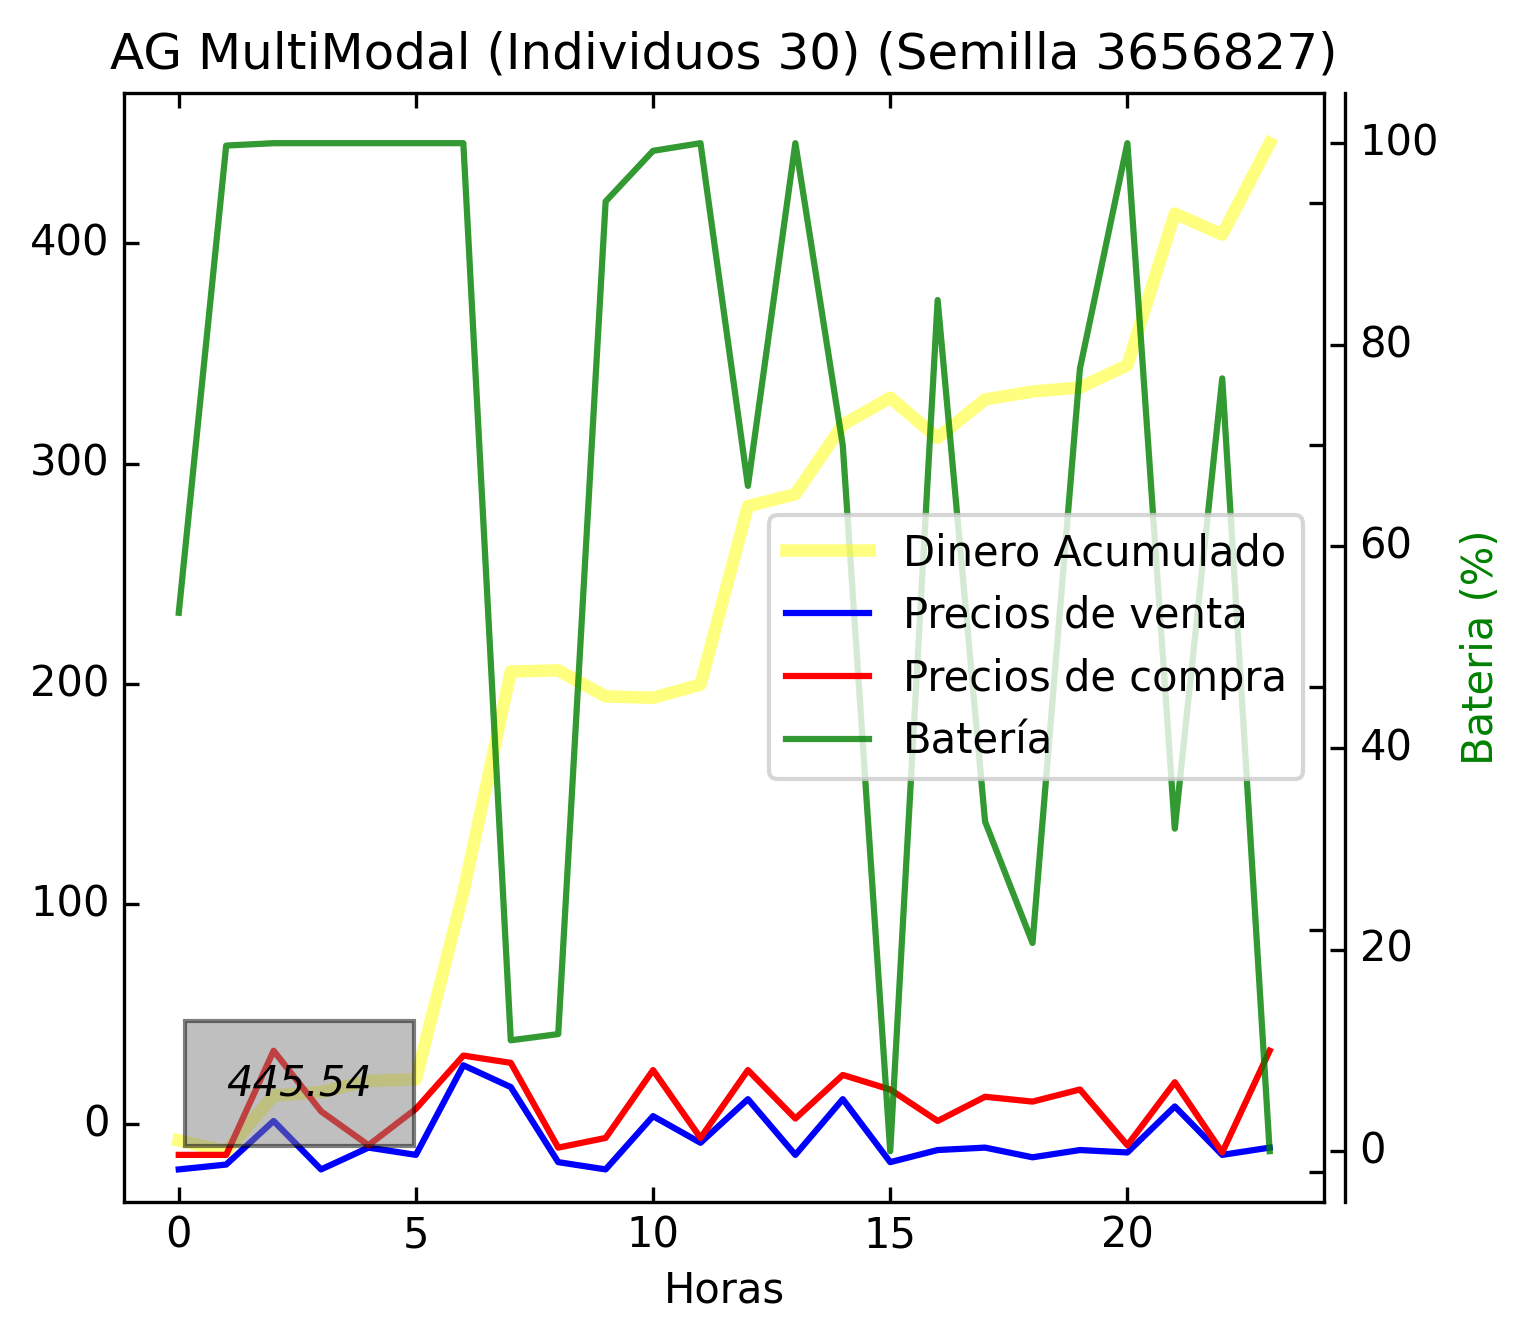 AG MultiModal (Individuos 30) (Semilla 3656827)
400
300
200
100
0
100
80
60
40
20
0
Bateria (%)
Dinero Acumulado
Precios de venta
Precios de compra
Batería
445.54
0 5 10 15 20
Horas